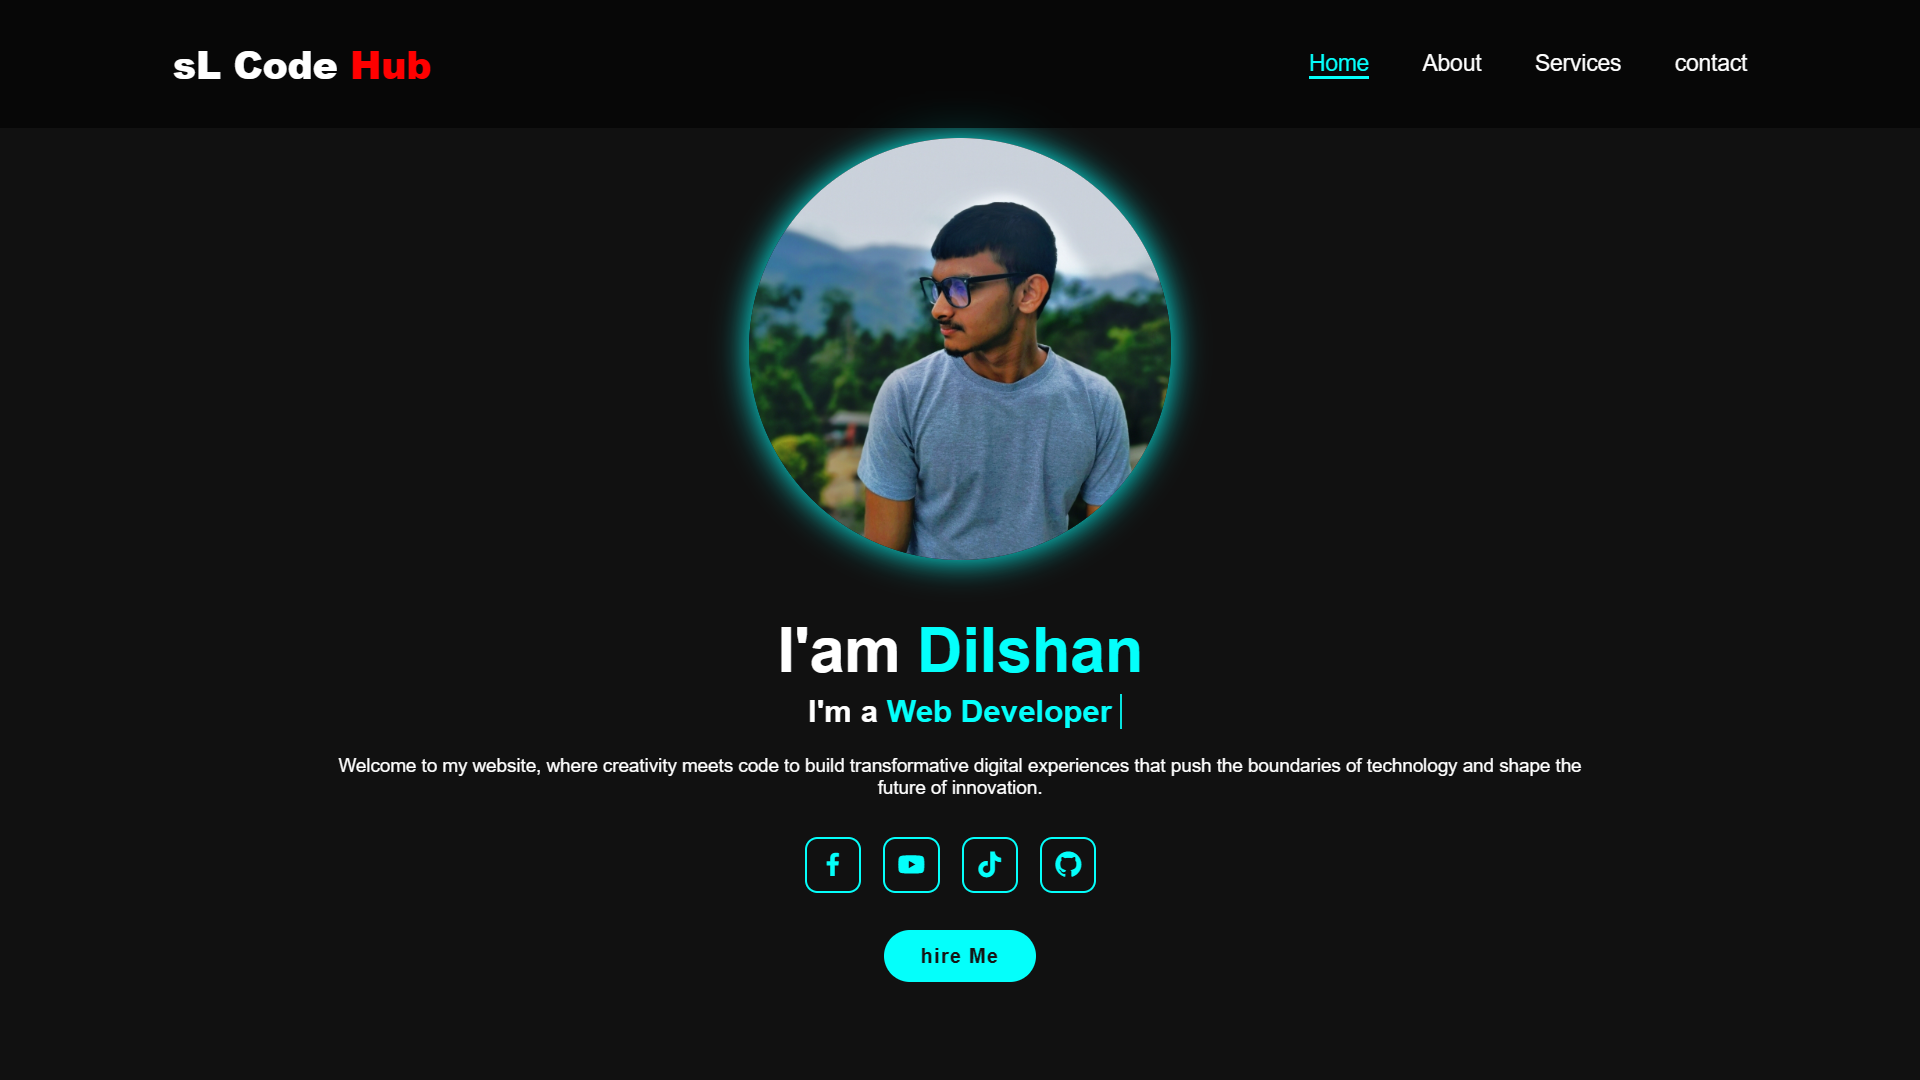 sL Code Hub
Home About Services contact
I'am Dilshan
I'm a Web Developer
Welcome to my website, where creativity meets code to build transformative digital experiences that push the boundaries of technology and shape the
future of innovation.
hire Me